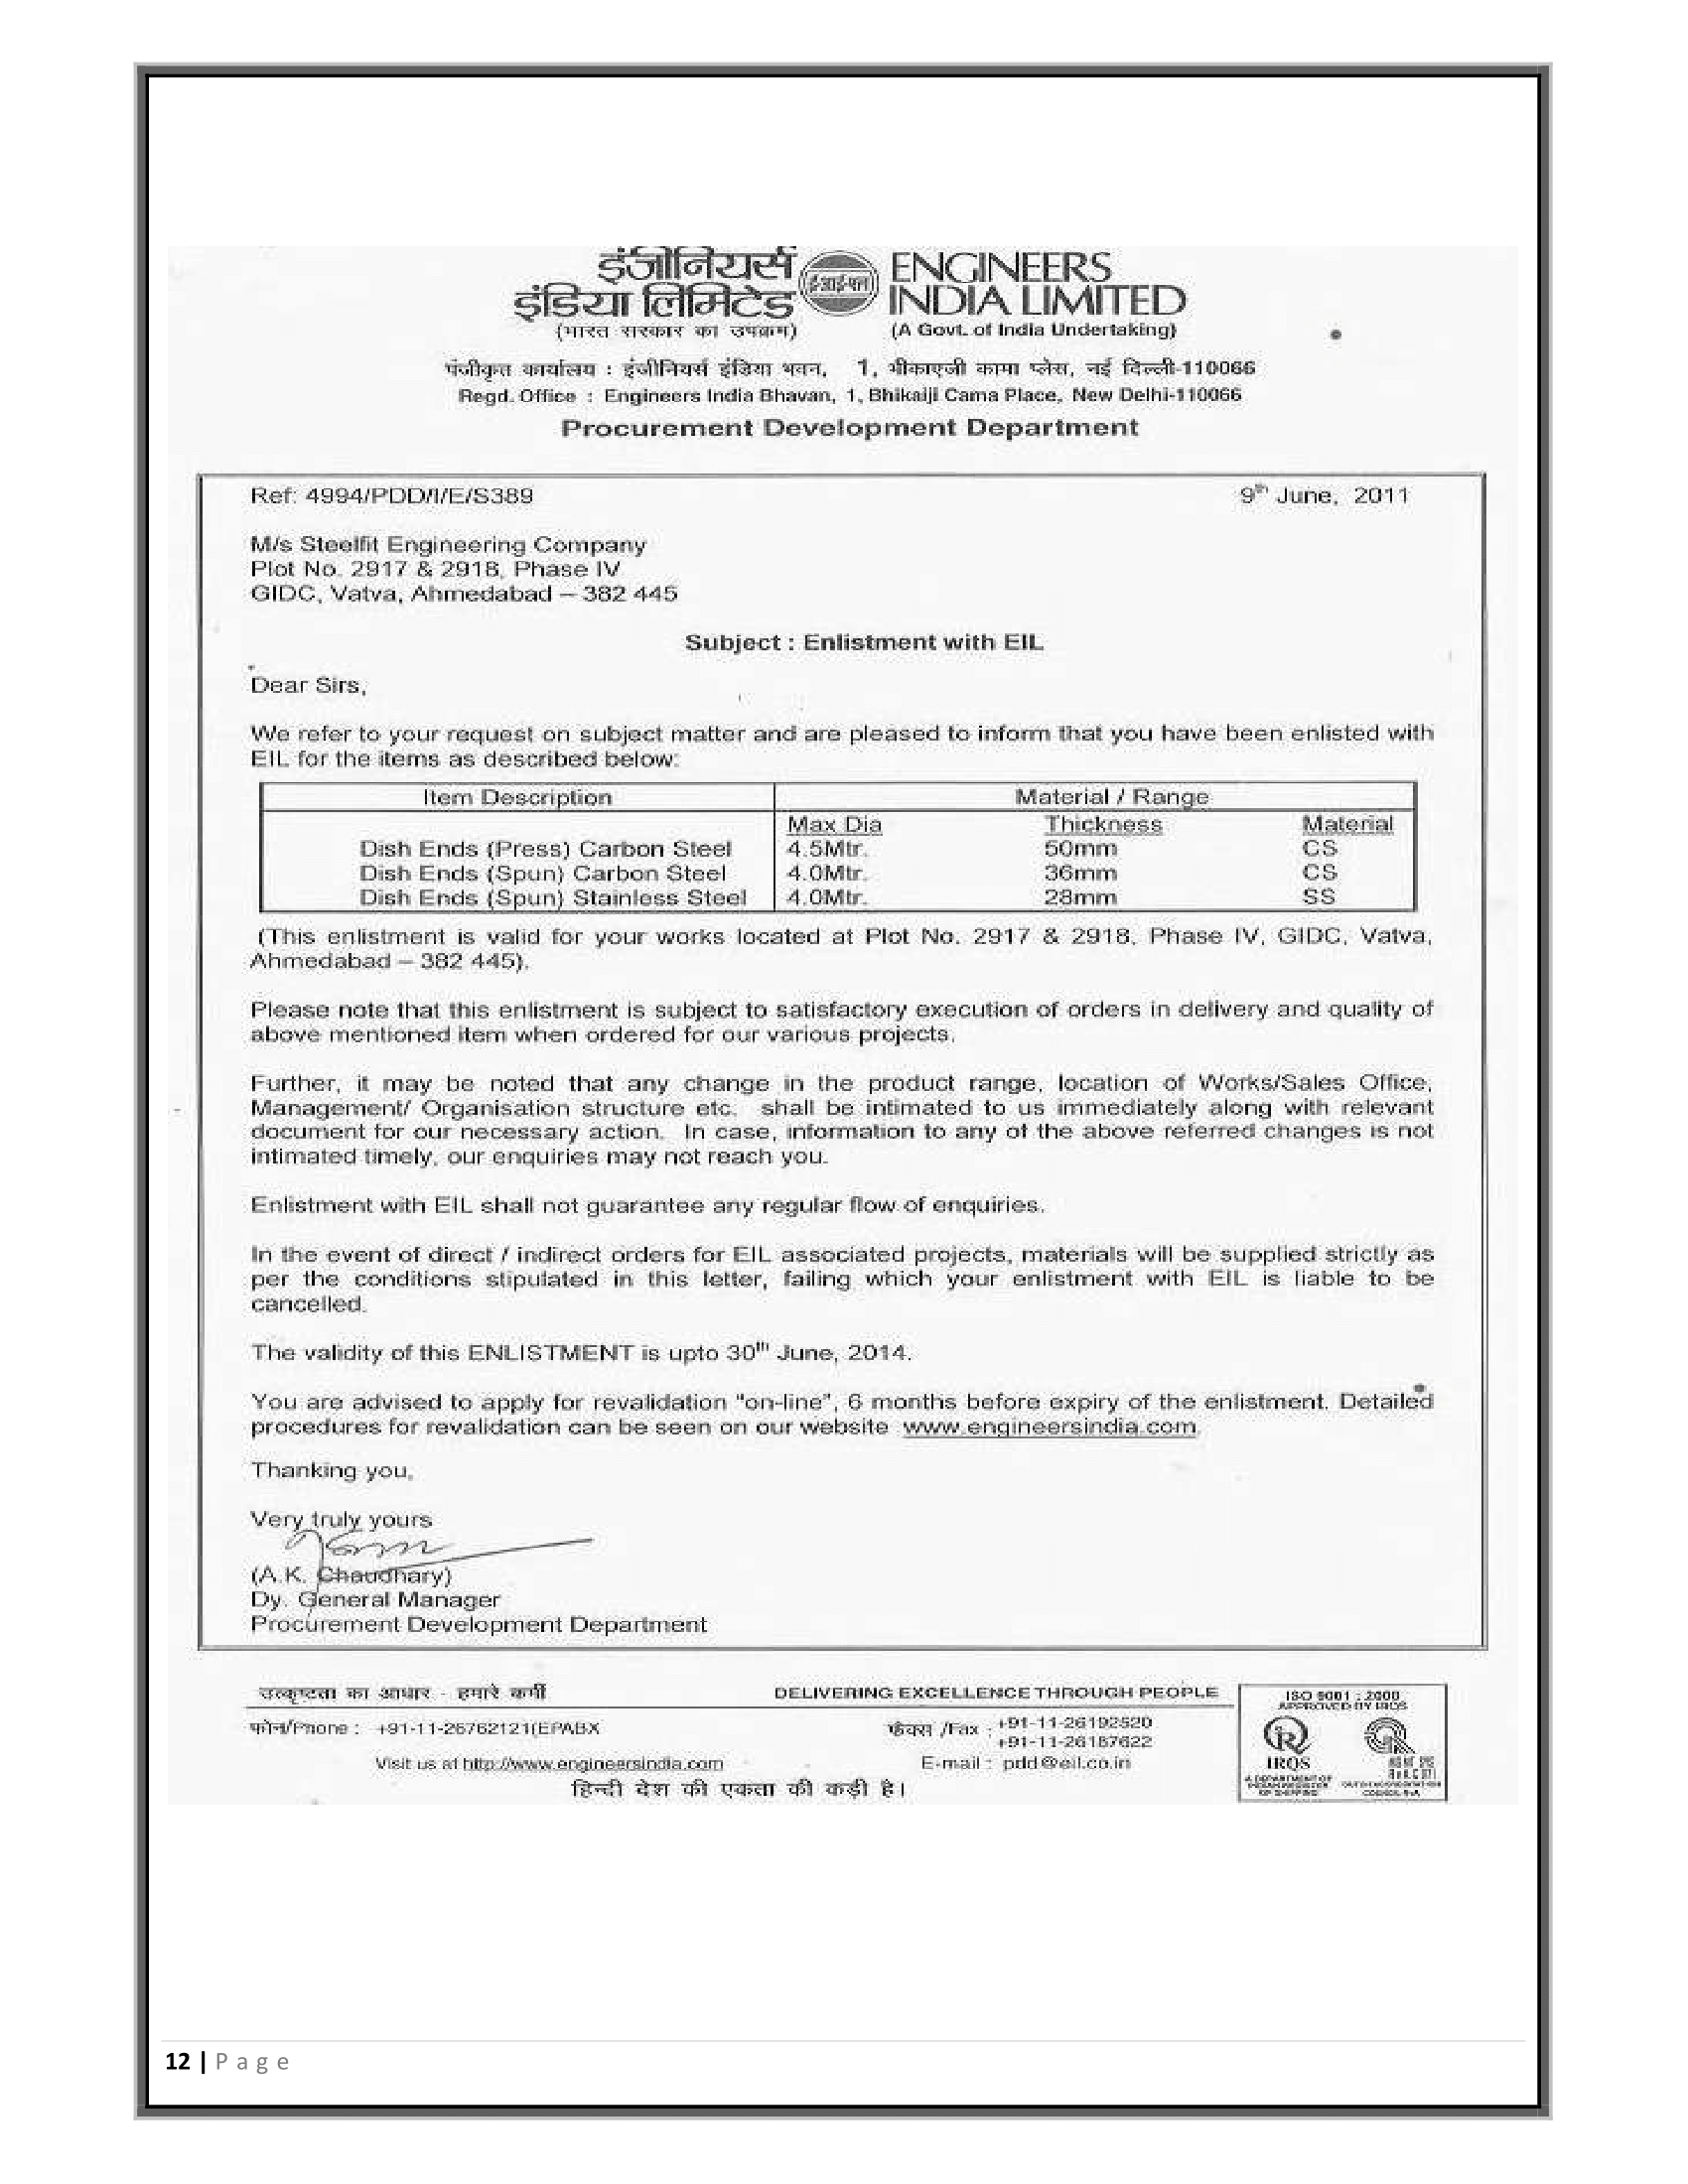 इंजीनियर्स
इंडिया लिमिटेड
(भारत सरकार का उपक्रम)
ENGINEERS
INDIA LIMITED
(A Govt. of India Undertaking)
पंजीकृत कार्यालय : इंजीनियर्स इंडिया भवन, 1, भीकाएजी कामा प्लेस, नई दिल्ली-110066
Regd. Office : Engineers India Bhavan, 1, Bhikaiji Cama Place, New Delhi-110066
Procurement Development Department
Ref: 4994/PDD/I/E/S389 9th June, 2011
M/s Steelfit Engineering Company
Plot No. 2917 & 2918, Phase IV
GIDC, Vatva, Ahmedabad – 382 445
Subject : Enlistment with EIL
Dear Sirs,
We refer to your request on subject matter and are pleased to inform that you have been enlisted with
EIL for the items as described below:
Item Description Material / Range
Max Dia Thickness Material
Dish Ends (Press) Carbon Steel 4.5Mtr. 50mm CS
Dish Ends (Spun) Carbon Steel 4.0Mtr. 36mm CS
Dish Ends (Spun) Stainless Steel 4.0Mtr. 28mm SS
(This enlistment is valid for your works located at Plot No. 2917 & 2918, Phase IV, GIDC, Vatva,
Ahmedabad – 382 445).
Please note that this enlistment is subject to satisfactory execution of orders in delivery and quality of
above mentioned item when ordered for our various projects.
Further, it may be noted that any change in the product range, location of Works/Sales Office,
Management/ Organisation structure etc. shall be intimated to us immediately along with relevant
document for our necessary action. In case, information to any of the above referred changes is not
intimated timely, our enquiries may not reach you.
Enlistment with EIL shall not guarantee any regular flow of enquiries.
In the event of direct / indirect orders for EIL associated projects, materials will be supplied strictly as
per the conditions stipulated in this letter, failing which your enlistment with EIL is liable to be
cancelled.
The validity of this ENLISTMENT is upto 30th June, 2014.
You are advised to apply for revalidation "on-line", 6 months before expiry of the enlistment. Detailed
procedures for revalidation can be seen on our website www.engineersindia.com.
Thanking you,
Very truly yours
(A.K. Chaudhary)
Dy. General Manager
Procurement Development Department
उत्कृष्टता का आधार - हमारे कर्मी DELIVERING EXCELLENCE THROUGH PEOPLE
फोन/Phone : +91-11-26762121(EPABX फैक्स /Fax : +91-11-26192520
+91-11-26187622
Visit us at http://www.engineersindia.com E-mail : pdd@eil.co.in
हिन्दी देश की एकता की कड़ी है।
ISO 9001 : 2000
APPROVED BY IRQS
IRQS
A DEPARTMENT OF
INDIAN REGISTER
OF SHIPPING
12 | Page